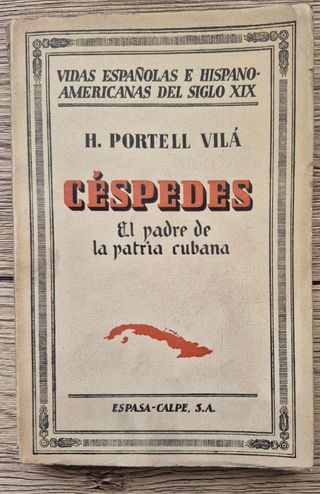 VIDAS ESPAÑOLAS E HISPANO-
AMERICANAS DEL SIGLO XIX
H. PORTELL VILÁ
CÉSPEDES
El padre de
la patria cubana
ESPASA-CALPE, S.A.